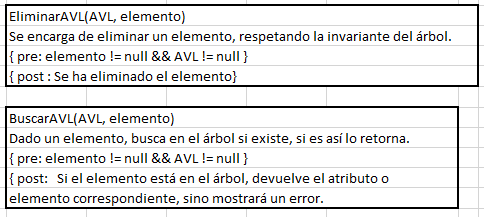 EliminarAVL(AVL, elemento)
Se encarga de eliminar un elemento, respetando la invariante del árbol.
{ pre: elemento != null && AVL != null }
{ post : Se ha eliminado el elemento}
BuscarAVL(AVL, elemento)
Dado un elemento, busca en el árbol si existe, si es así lo retorna.
{ pre: elemento != null && AVL != null }
{ post:   Si el elemento está en el árbol, devuelve el atributo o
elemento correspondiente, sino mostrará un error.